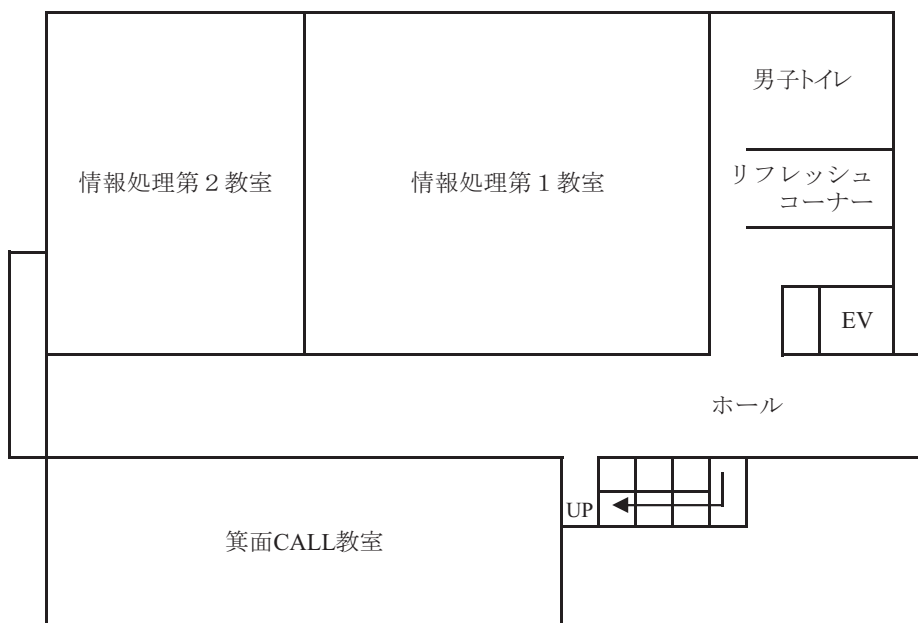 男子トイレ
情報処理第２教室
情報処理第１教室
リフレッシュ
コーナー
EV
ホール
UP
箕面CALL教室